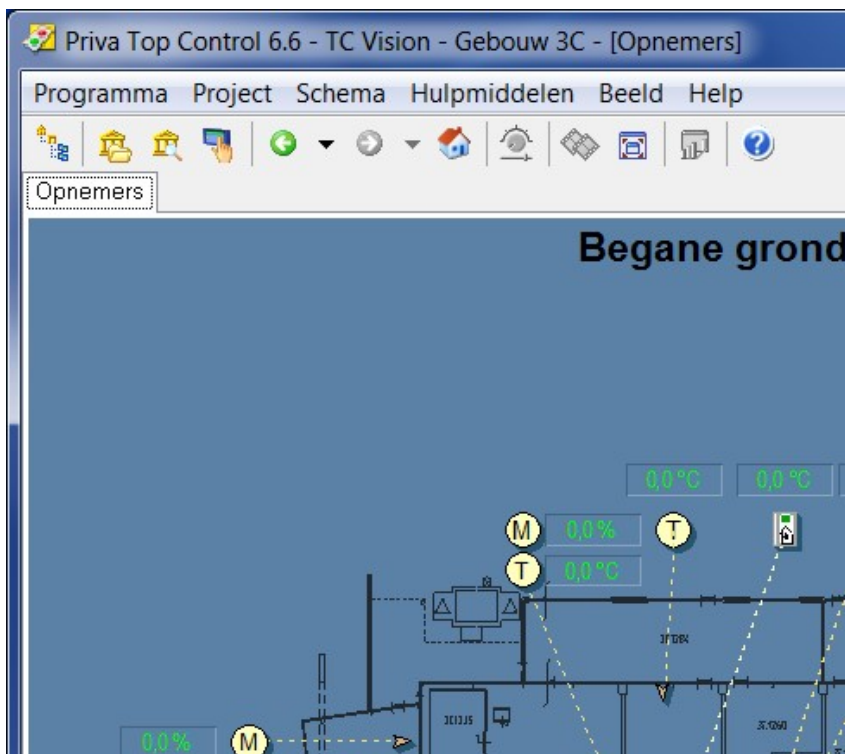 Priva Top Control 6.6 - TC Vision - Gebouw 3C - [Opnemers]
Programma Project Schema Hulpmiddelen Beeld Help
Opnemers
Begane grond
0,0 °C 0,0 °C
M 0,0 % T
T 0,0 °C
0,0 % M